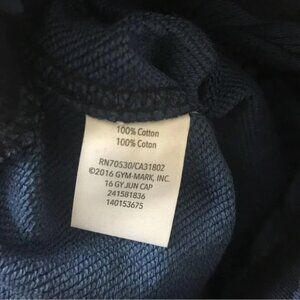 100% Cotton
100% Coton
RN70530/CA31802
©2016 GYM-MARK, INC.
16 GY JUN CAP
241581836
140153675